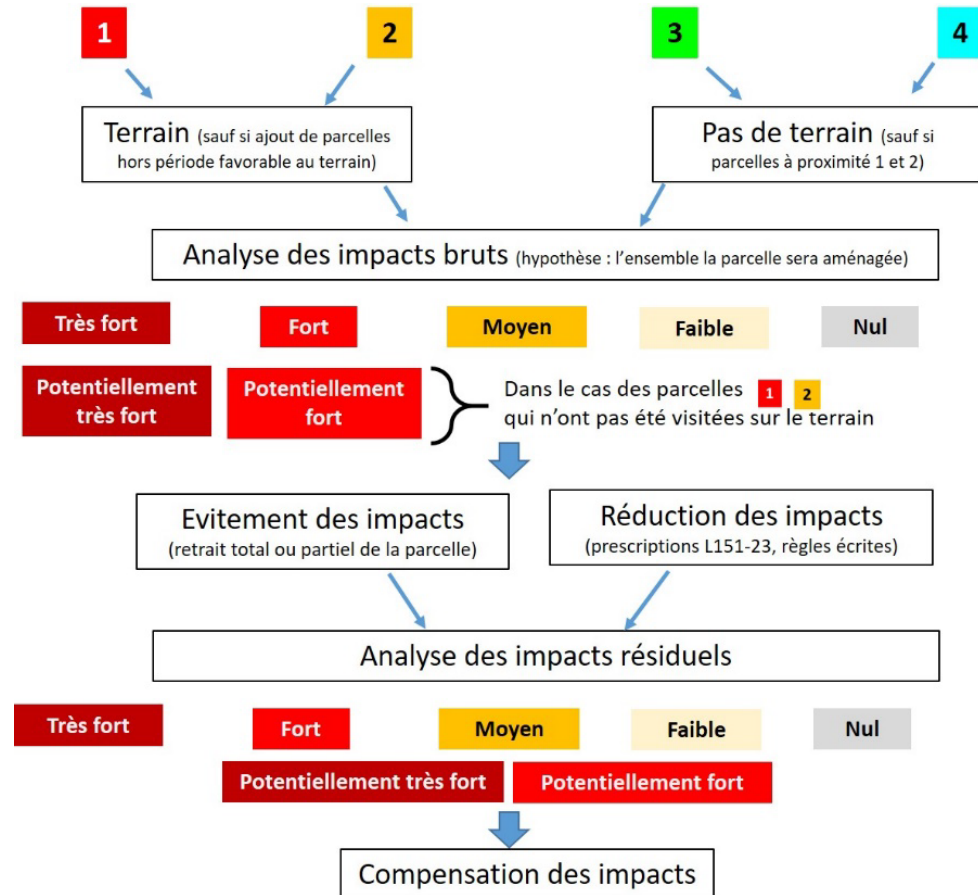 1
2
3
4
Terrain (sauf si ajout de parcelles
hors période favorable au terrain)
Pas de terrain (sauf si
parcelles à proximité 1 et 2)
Analyse des impacts bruts (hypothèse : l'ensemble la parcelle sera aménagée)
Très fort
Fort
Moyen
Faible
Nul
Potentiellement
très fort
Potentiellement
fort
Dans le cas des parcelles 1 2
qui n'ont pas été visitées sur le terrain
Evitement des impacts
(retrait total ou partiel de la parcelle)
Réduction des impacts
(prescriptions L151-23, règles écrites)
Analyse des impacts résiduels
Très fort
Fort
Moyen
Faible
Nul
Potentiellement très fort
Potentiellement fort
Compensation des impacts